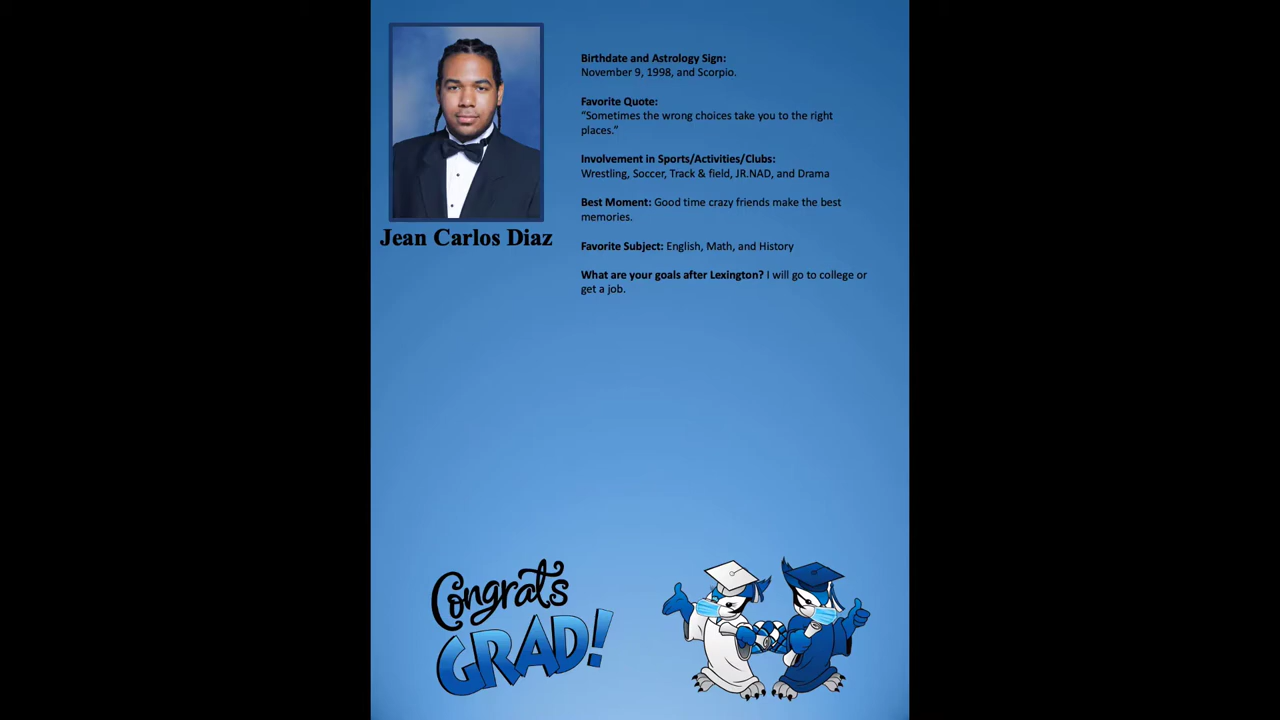 Jean Carlos Diaz
Birthdate and Astrology Sign:
November 9, 1998, and Scorpio.
Favorite Quote:
“Sometimes the wrong choices take you to the right
places.”
Involvement in Sports/Activities/Clubs:
Wrestling, Soccer, Track & field, JR.NAD, and Drama
Best Moment: Good time crazy friends make the best
memories.
Favorite Subject: English, Math, and History
What are your goals after Lexington? I will go to college or
get a job.
Congrats
GRAD!